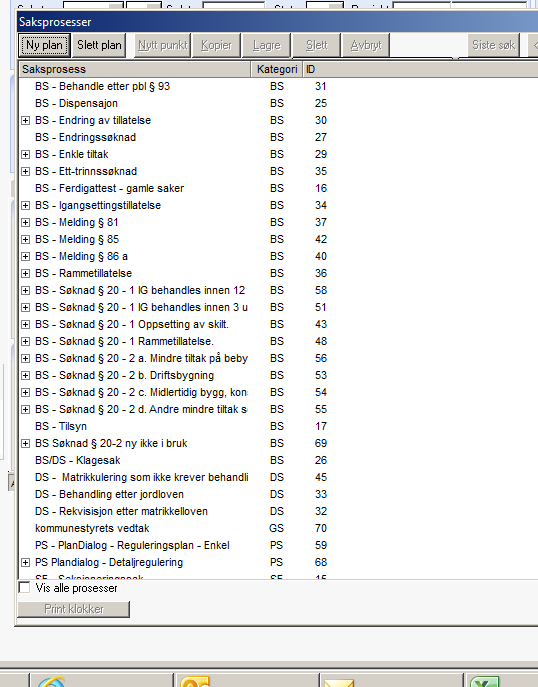 Saksprosesser
Ny plan Slett plan Nytt punkt Kopier Lagre Slett Avbryt Siste søk
Saksprosess Kategori ID
BS - Behandle etter pbl § 93 BS 31
BS - Dispensajon BS 25
BS - Endring av tillatelse BS 30
BS - Endringssøknad BS 27
BS - Enkle tiltak BS 29
BS - Ett-trinnssøknad BS 35
BS - Ferdigattest - gamle saker BS 16
BS - Igangsettingstillatelse BS 34
BS - Melding § 81 BS 37
BS - Melding § 85 BS 42
BS - Melding § 86 a BS 40
BS - Rammetillatelse BS 36
BS - Søknad § 20 - 1 IG behandles innen 12 BS 58
BS - Søknad § 20 - 1 IG behandles innen 3 u BS 51
BS - Søknad § 20 - 1 Oppsetting av skilt. BS 43
BS - Søknad § 20 - 1 Rammetillatelse. BS 48
BS - Søknad § 20 - 2 a. Mindre tiltak på beby BS 56
BS - Søknad § 20 - 2 b. Driftsbygning BS 53
BS - Søknad § 20 - 2 c. Midlertidig bygg, kon BS 54
BS - Søknad § 20 - 2 d. Andre mindre tiltak s BS 55
BS - Tilsyn BS 17
BS Søknad § 20-2 ny ikke i bruk BS 69
BS/DS - Klagesak BS 26
DS - Matrikkulering som ikke krever behandli DS 45
DS - Behandling etter jordloven DS 33
DS - Rekvisisjon etter matrikkelloven DS 32
kommunestyrets vedtak GS 70
PS - PlanDialog - Reguleringsplan - Enkel PS 59
PS Plandialog - Detaljregulering PS 68
SF - Seksjoneringssak SF 15
Vis alle prosesser
Print klokker